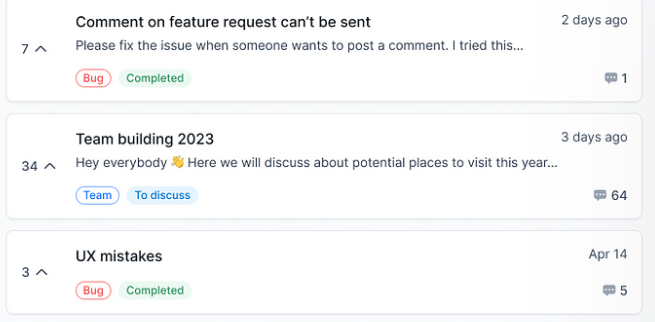 Comment on feature request can’t be sent
2 days ago
7
Please fix the issue when someone wants to post a comment. I tried this...
Bug
Completed
1
Team building 2023
3 days ago
34
Hey everybody 👋 Here we will discuss about potential places to visit this year...
Team
To discuss
64
UX mistakes
Apr 14
3
Bug
Completed
5